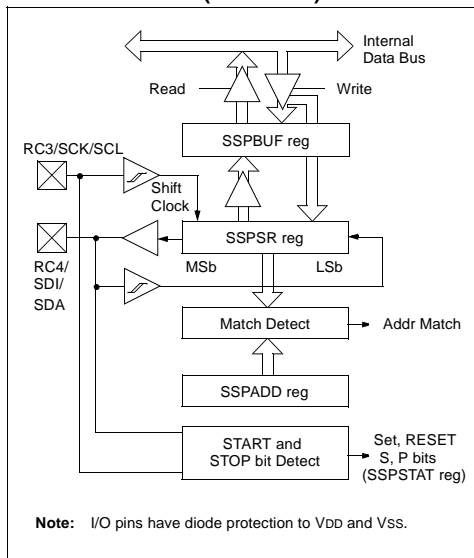 Internal
Data Bus
Read
Write
SSPBUF reg
RC3/SCK/SCL
Shift
Clock
SSPSR reg
MSb
LSb
RC4/
SDI/
SDA
Match Detect
Addr Match
SSPADD reg
START and
STOP bit Detect
Set, RESET
S, P bits
(SSPSTAT reg)
Note: I/O pins have diode protection to VDD and VSS.